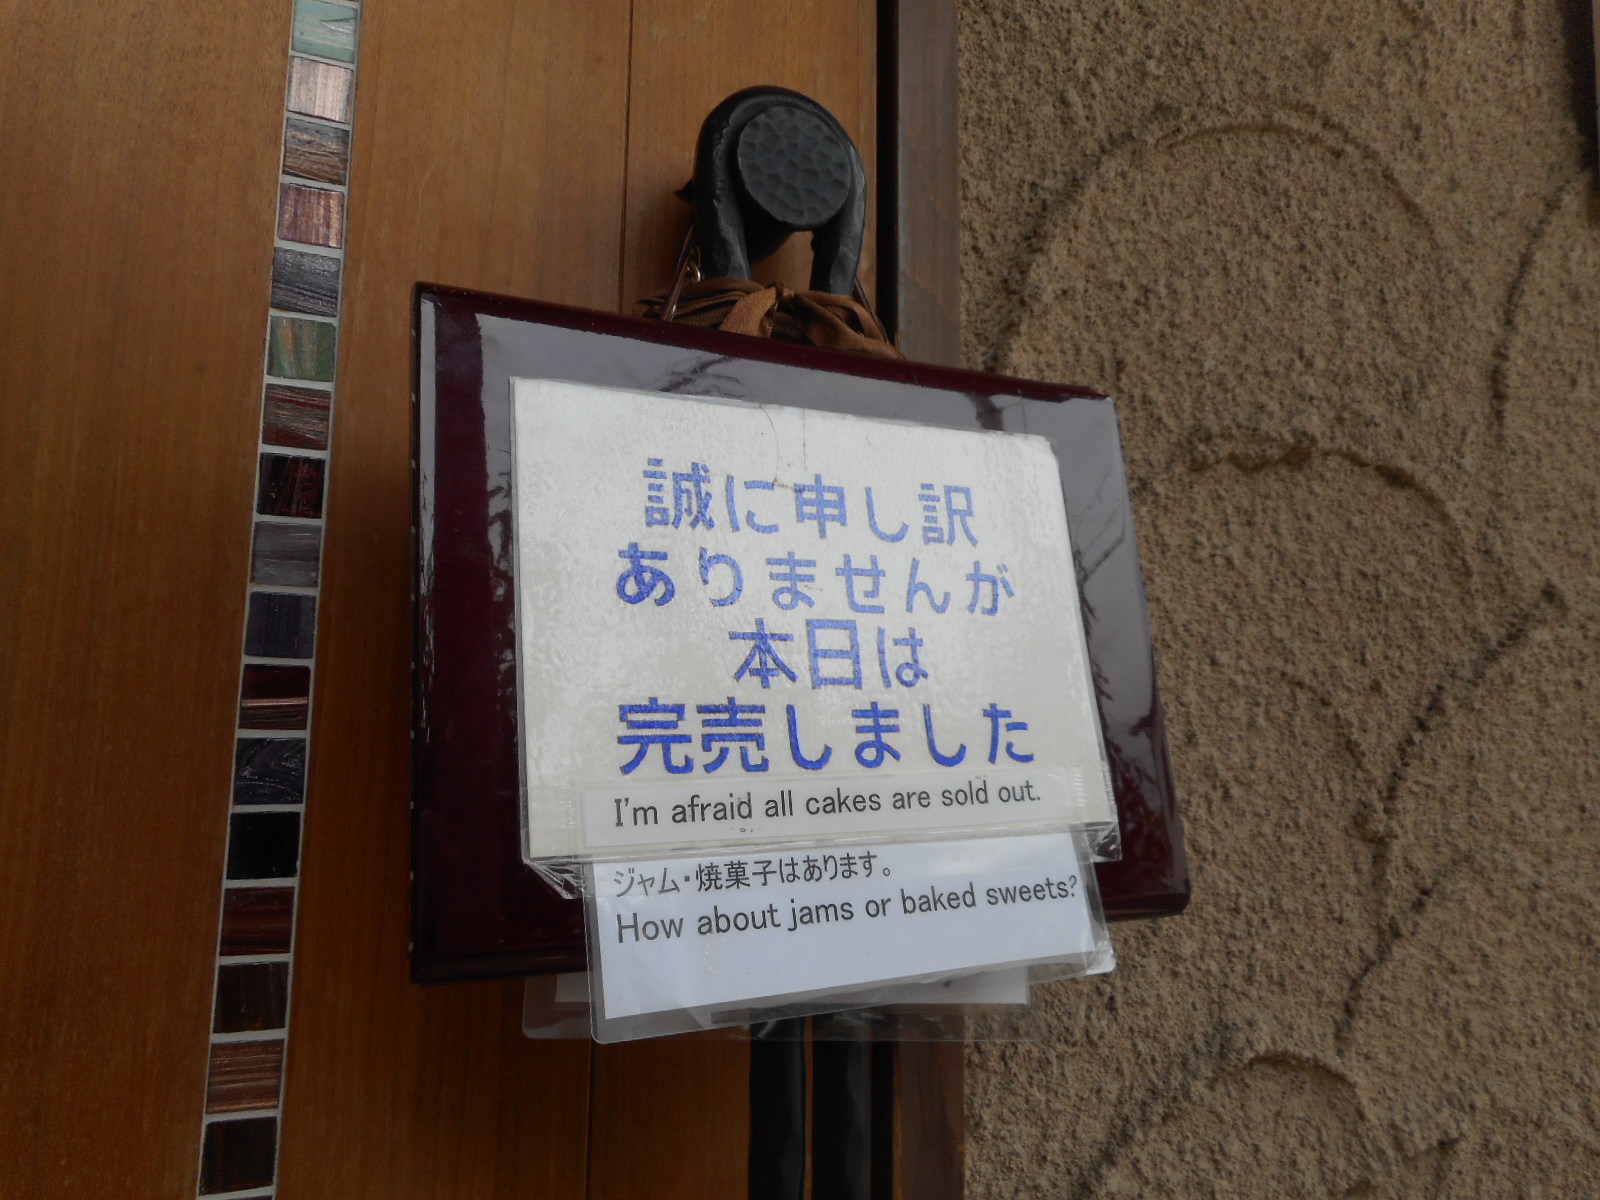 誠に申し訳
ありませんが
本日は
完売しました
I'm afraid all cakes are sold out.
ジャム・焼菓子はあります。
How about jams or baked sweets?